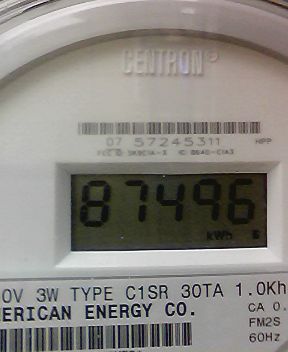 CENTRON®
07 57245311 HPP
87496
kWh
0V 3W TYPE C1SR 30TA 1.0Kh
ERICAN ENERGY CO.
CA 0.
FM2S
60Hz